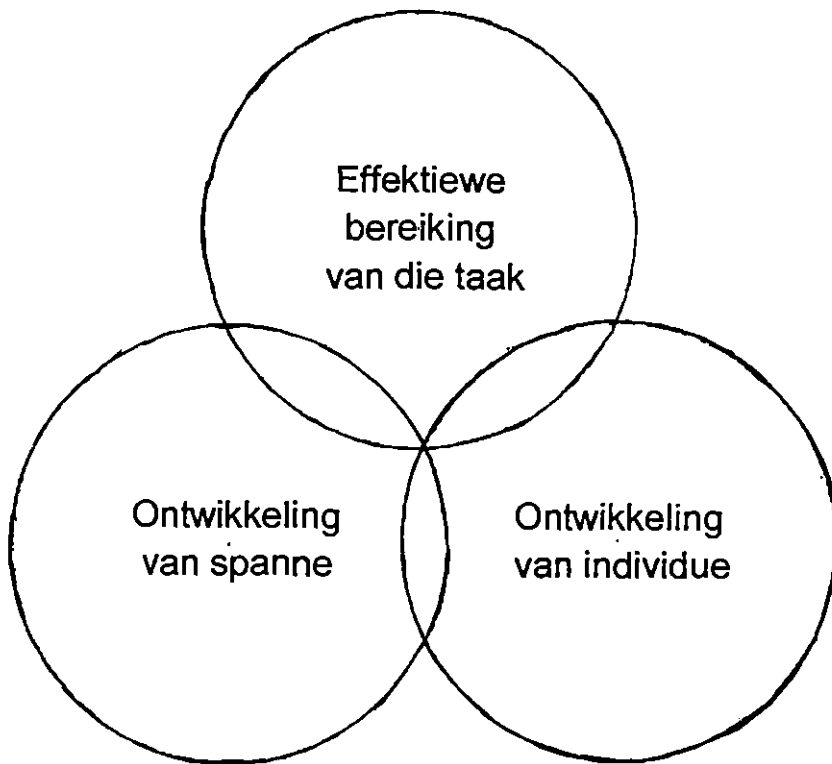 Effektiewe
bereiking
van die taak
Ontwikkeling
van spanne
Ontwikkeling
van individue